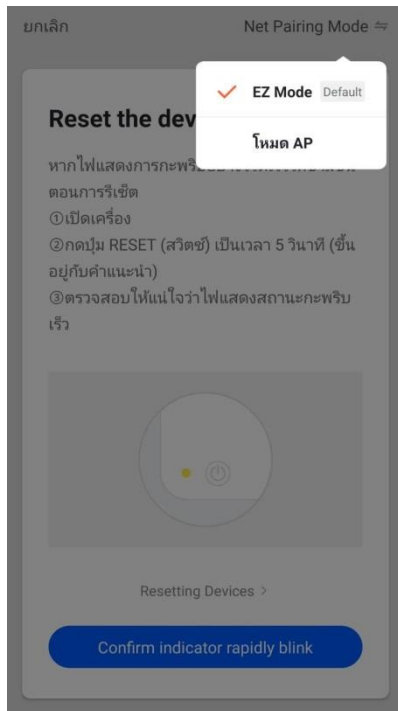 ยกเลิก
Net Pairing Mode ⇋
EZ Mode Default
โหมด AP
Reset the dev
หากไฟแสดงการกะพริ
ตอนการรีเซ็ต
①เปิดเครื่อง
②กดปุ่ม RESET (สวิตช์) เป็นเวลา 5 วินาที (ขึ้น
อยู่กับคำแนะนำ)
③ตรวจสอบให้แน่ใจว่าไฟแสดงสถานะกะพริบ
เร็ว
Resetting Devices >
Confirm indicator rapidly blink